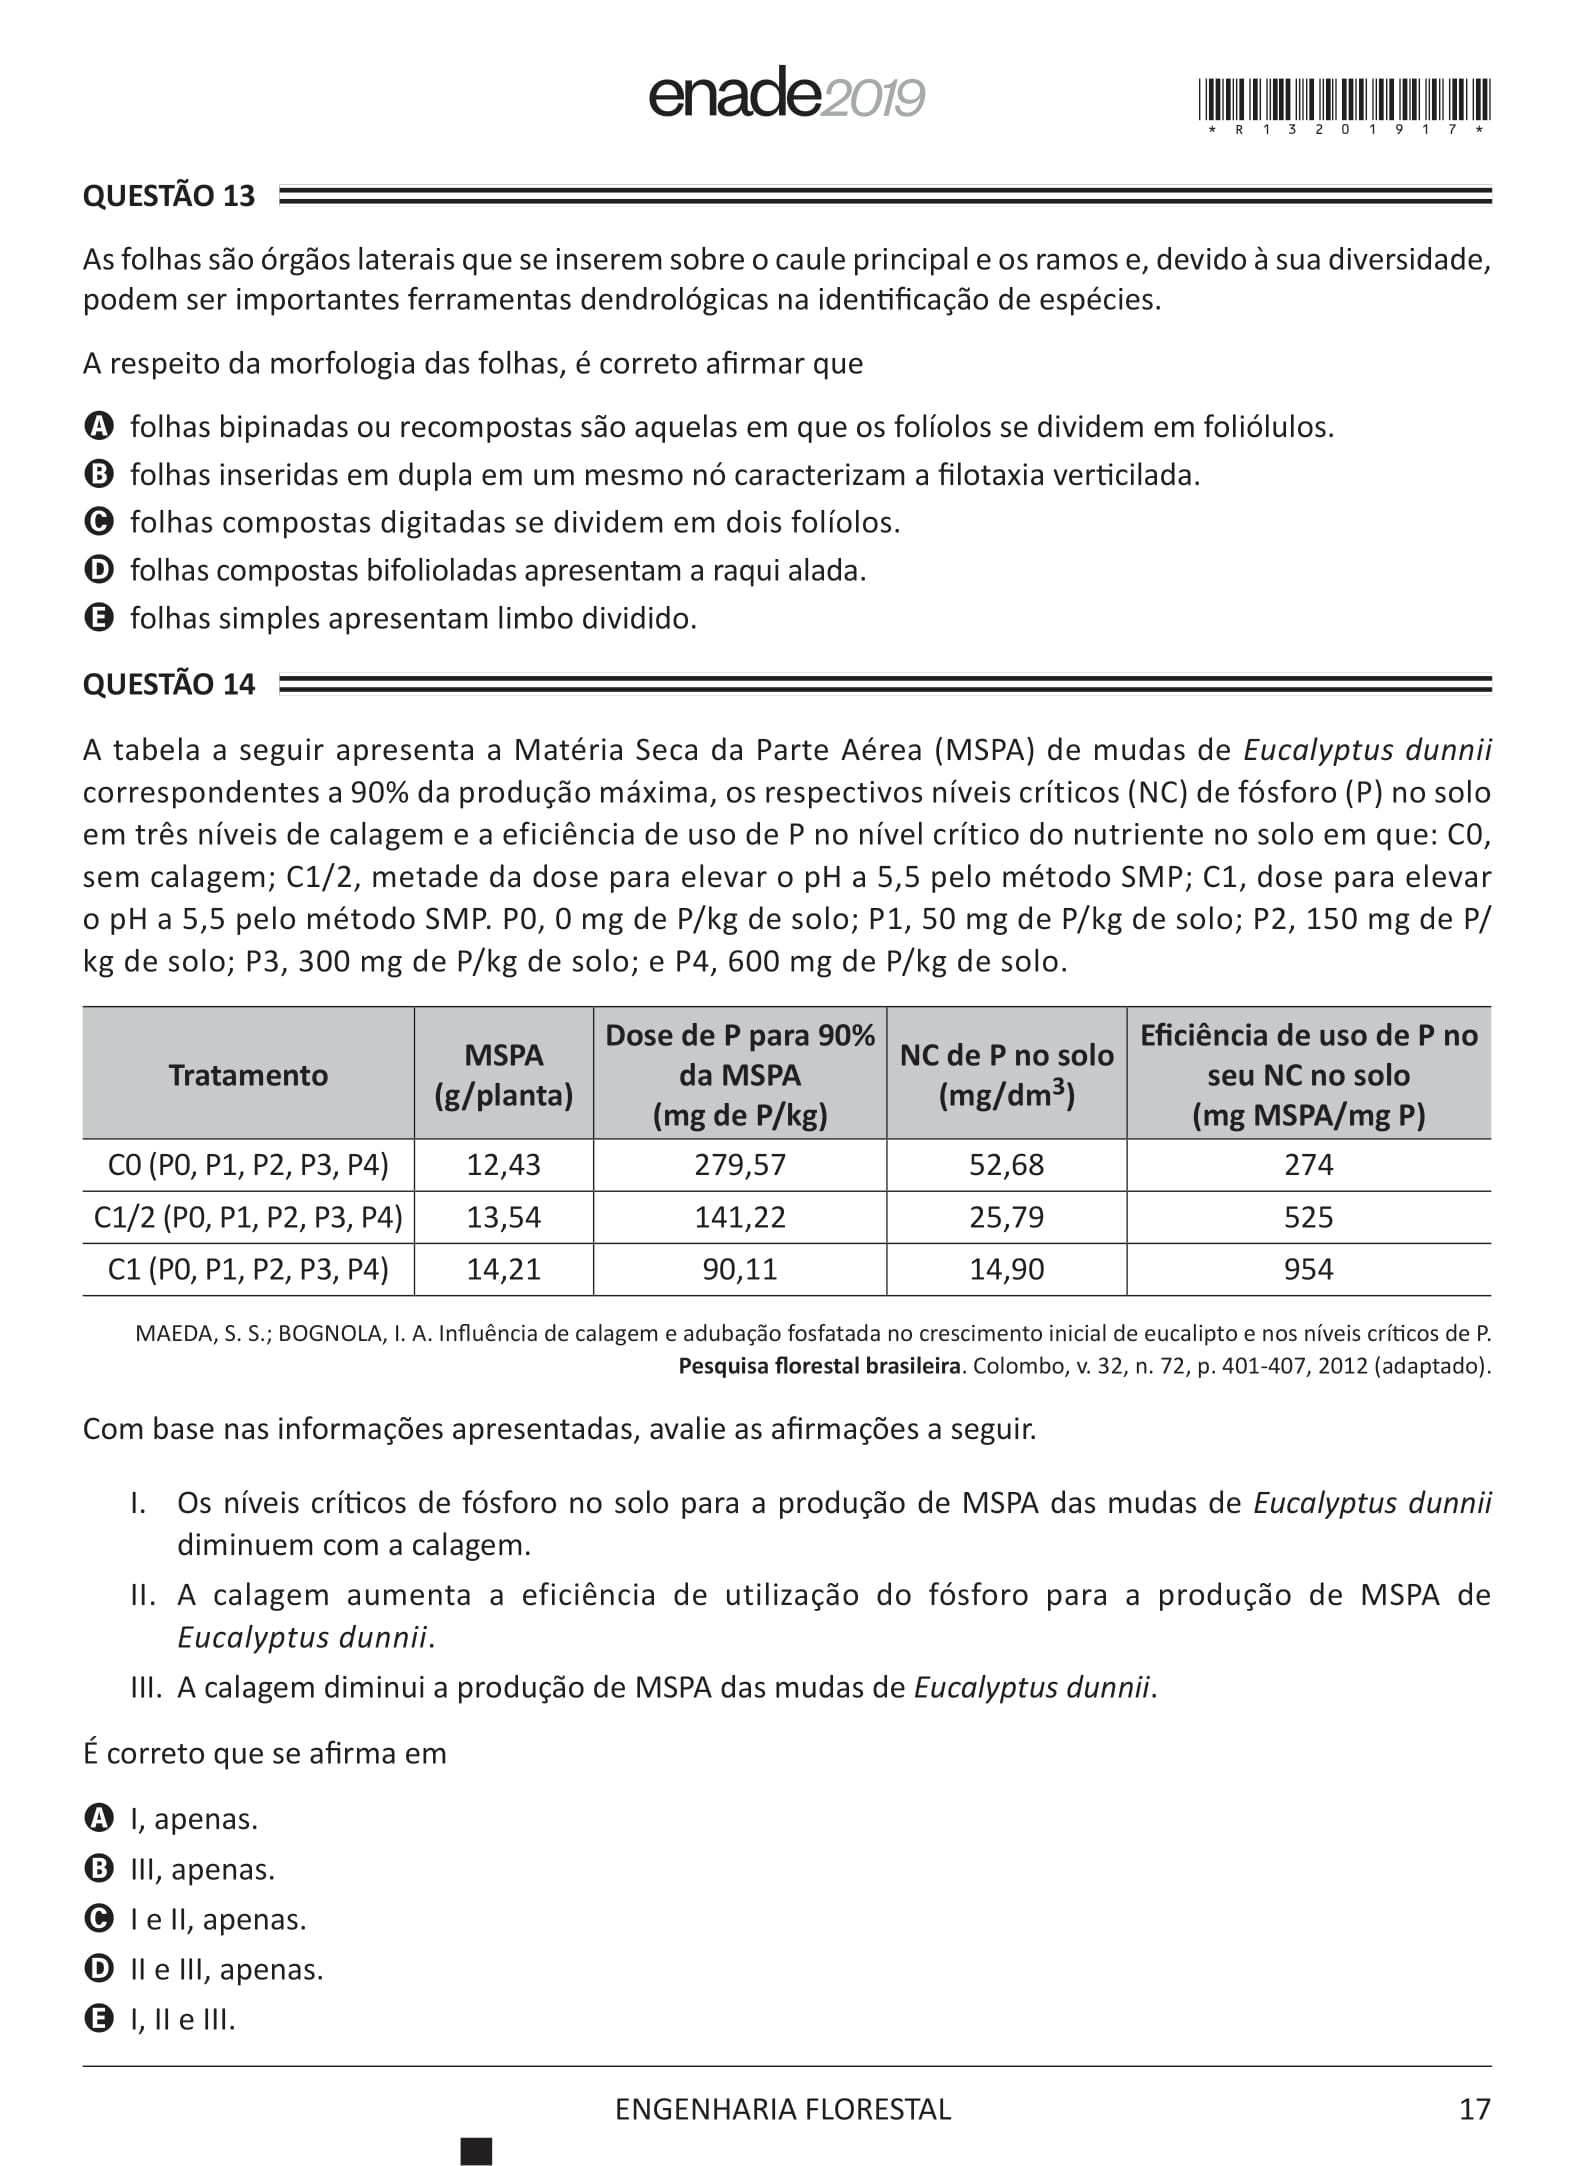 enade2019
* R 1 3 2 0 1 9 1 7 *
QUESTÃO 13
As folhas são órgãos laterais que se inserem sobre o caule principal e os ramos e, devido à sua diversidade,
podem ser importantes ferramentas dendrológicas na identificação de espécies.
A respeito da morfologia das folhas, é correto afirmar que
A folhas bipinadas ou recompostas são aquelas em que os folíolos se dividem em foliólulos.
B folhas inseridas em dupla em um mesmo nó caracterizam a filotaxia verticilada.
C folhas compostas digitadas se dividem em dois folíolos.
D folhas compostas bifolioladas apresentam a raqui alada.
E folhas simples apresentam limbo dividido.
QUESTÃO 14
A tabela a seguir apresenta a Matéria Seca da Parte Aérea (MSPA) de mudas de Eucalyptus dunnii
correspondentes a 90% da produção máxima, os respectivos níveis críticos (NC) de fósforo (P) no solo
em três níveis de calagem e a eficiência de uso de P no nível crítico do nutriente no solo em que: C0,
sem calagem; C1/2, metade da dose para elevar o pH a 5,5 pelo método SMP; C1, dose para elevar
o pH a 5,5 pelo método SMP. P0, 0 mg de P/kg de solo; P1, 50 mg de P/kg de solo; P2, 150 mg de P/
kg de solo; P3, 300 mg de P/kg de solo; e P4, 600 mg de P/kg de solo.
Tratamento
MSPA
(g/planta)
Dose de P para 90%
da MSPA
(mg de P/kg)
NC de P no solo
(mg/dm³)
Eficiência de uso de P no
seu NC no solo
(mg MSPA/mg P)
C0 (P0, P1, P2, P3, P4) 12,43 279,57 52,68 274
C1/2 (P0, P1, P2, P3, P4) 13,54 141,22 25,79 525
C1 (P0, P1, P2, P3, P4) 14,21 90,11 14,90 954
MAEDA, S. S.; BOGNOLA, I. A. Influência de calagem e adubação fosfatada no crescimento inicial de eucalipto e nos níveis críticos de P.
Pesquisa florestal brasileira. Colombo, v. 32, n. 72, p. 401-407, 2012 (adaptado).
Com base nas informações apresentadas, avalie as afirmações a seguir.
I. Os níveis críticos de fósforo no solo para a produção de MSPA das mudas de Eucalyptus dunnii
diminuem com a calagem.
II. A calagem aumenta a eficiência de utilização do fósforo para a produção de MSPA de
Eucalyptus dunnii.
III. A calagem diminui a produção de MSPA das mudas de Eucalyptus dunnii.
É correto que se afirma em
A I, apenas.
B III, apenas.
C I e II, apenas.
D II e III, apenas.
E I, II e III.
ENGENHARIA FLORESTAL
17